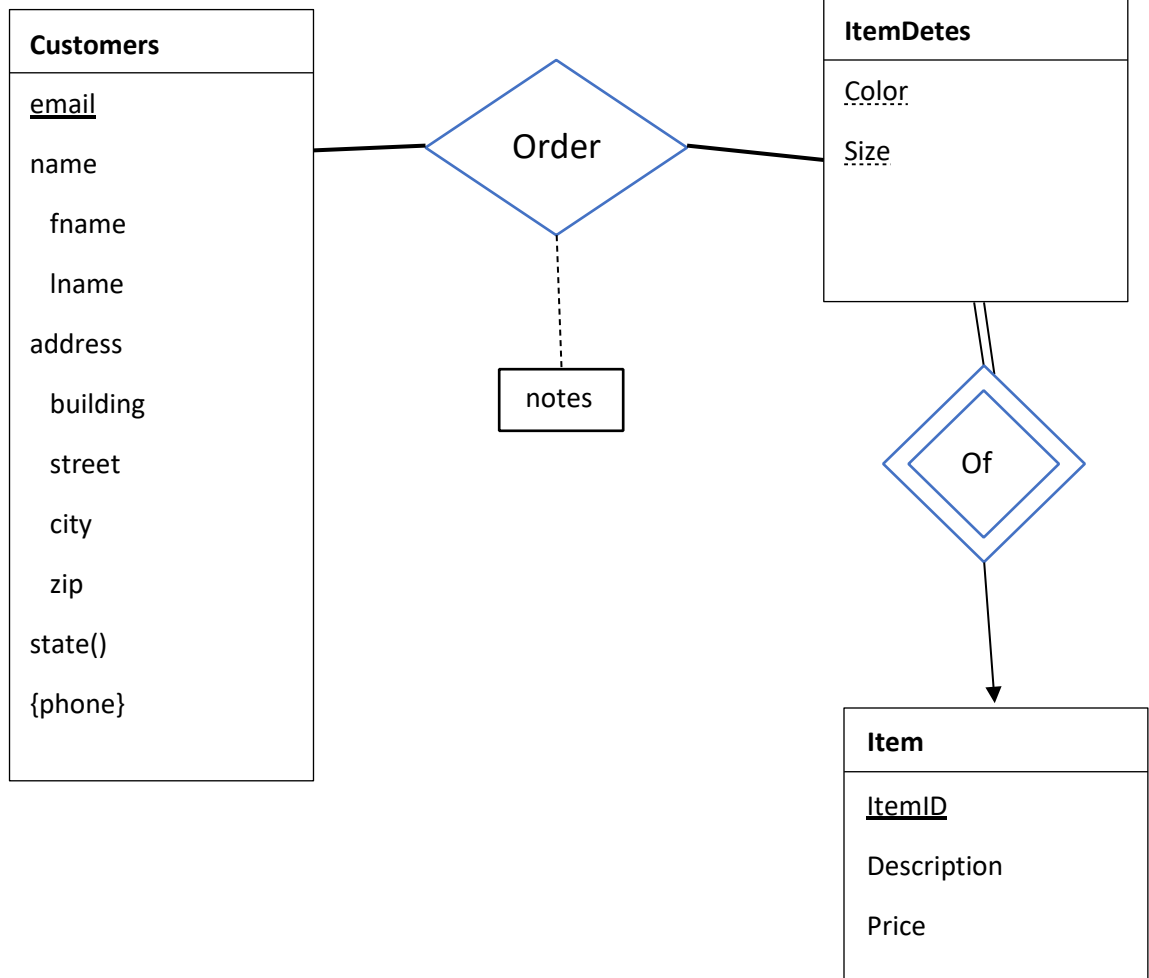 Customers
email
name
fname
lname
address
building
street
city
zip
state()
{phone}
Order
notes
ItemDetes
Color
Size
Of
Item
ItemID
Description
Price